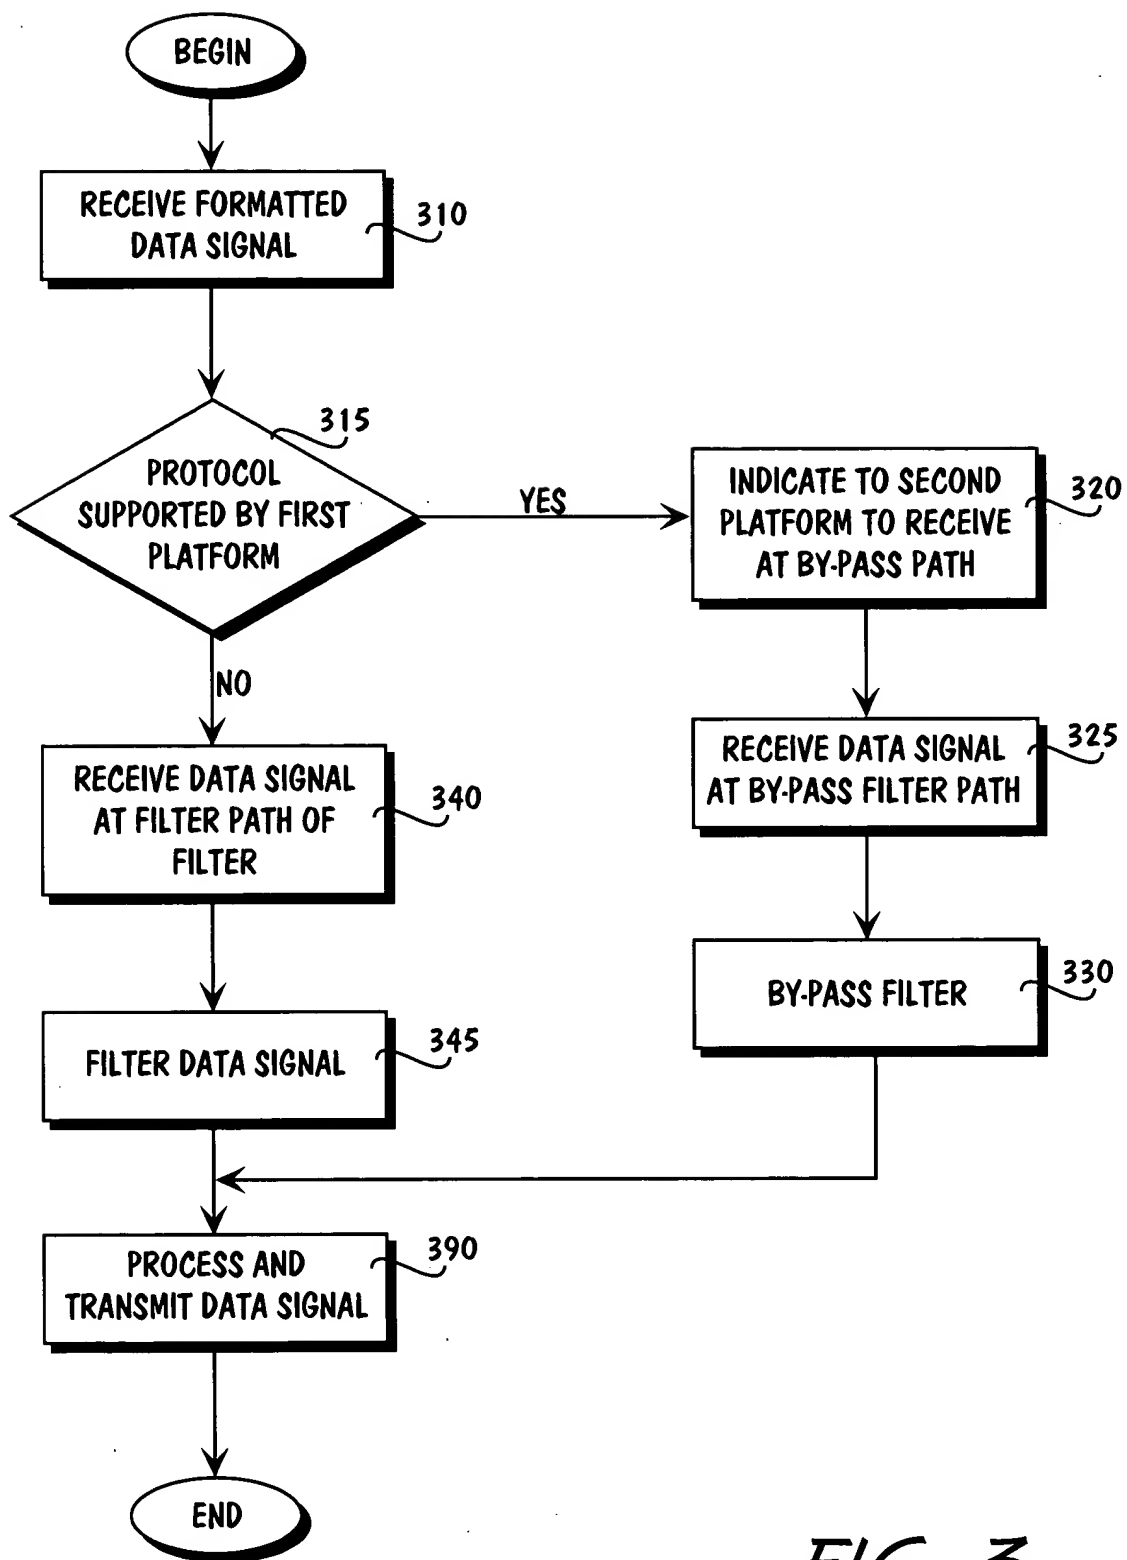 BEGIN
RECEIVE FORMATTED
DATA SIGNAL
310
315
PROTOCOL
SUPPORTED BY FIRST
PLATFORM
YES
INDICATE TO SECOND
PLATFORM TO RECEIVE
AT BY-PASS PATH
320
NO
RECEIVE DATA SIGNAL
AT BY-PASS FILTER PATH
325
RECEIVE DATA SIGNAL
AT FILTER PATH OF
FILTER
340
BY-PASS FILTER
330
FILTER DATA SIGNAL
345
PROCESS AND
TRANSMIT DATA SIGNAL
390
END
FIG. 3